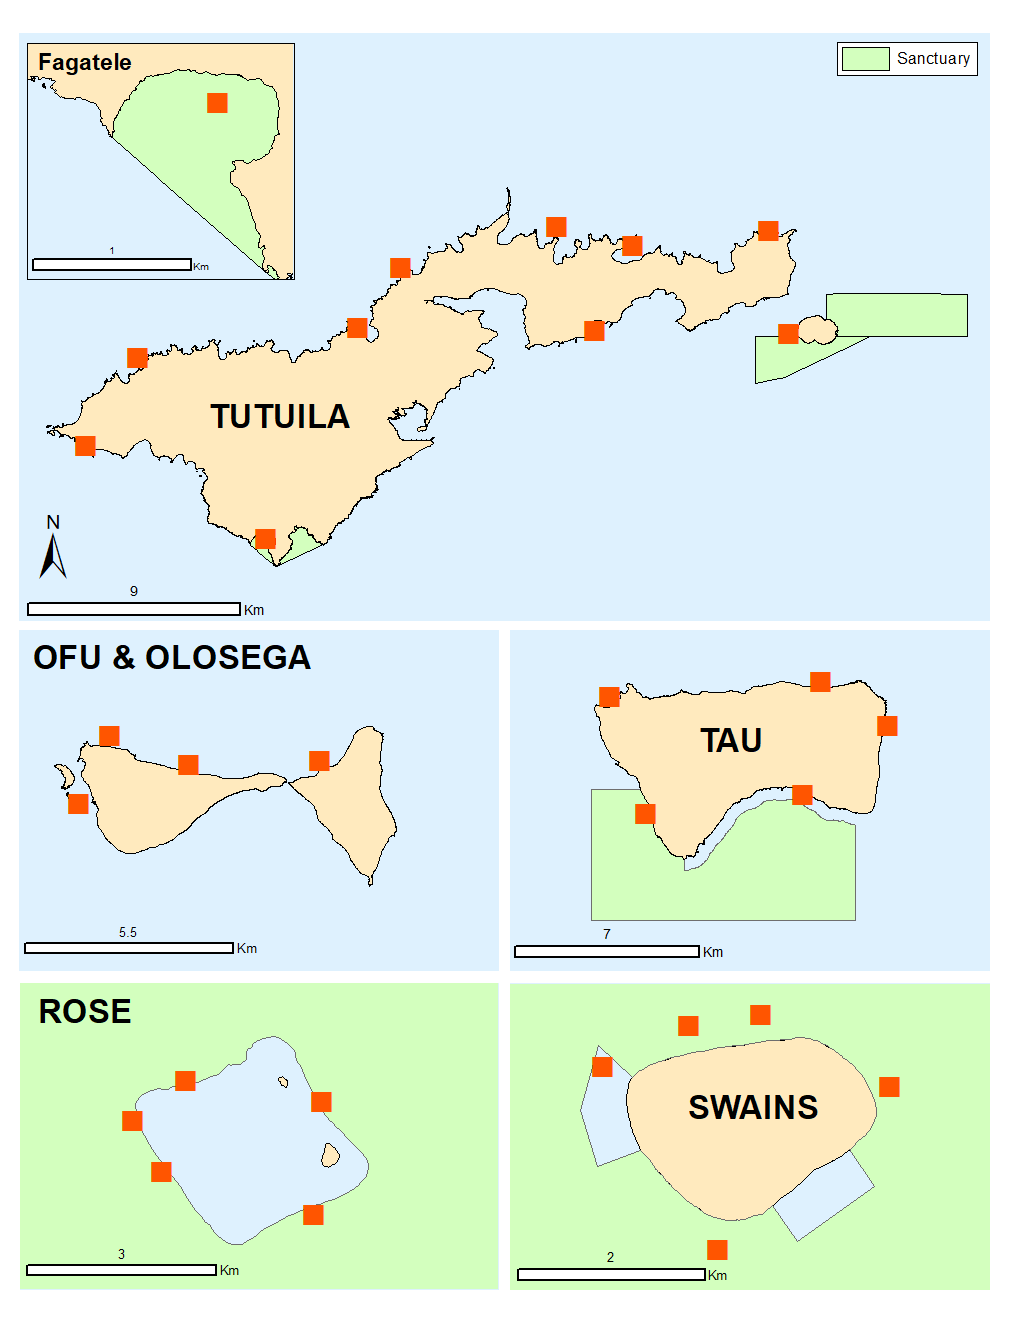 Fagatele
Sanctuary
1
Km
TUTUILA
N
9
Km
OFU & OLOSEGA
5.5
Km
TAU
7
Km
ROSE
3
Km
SWAINS
2
Km